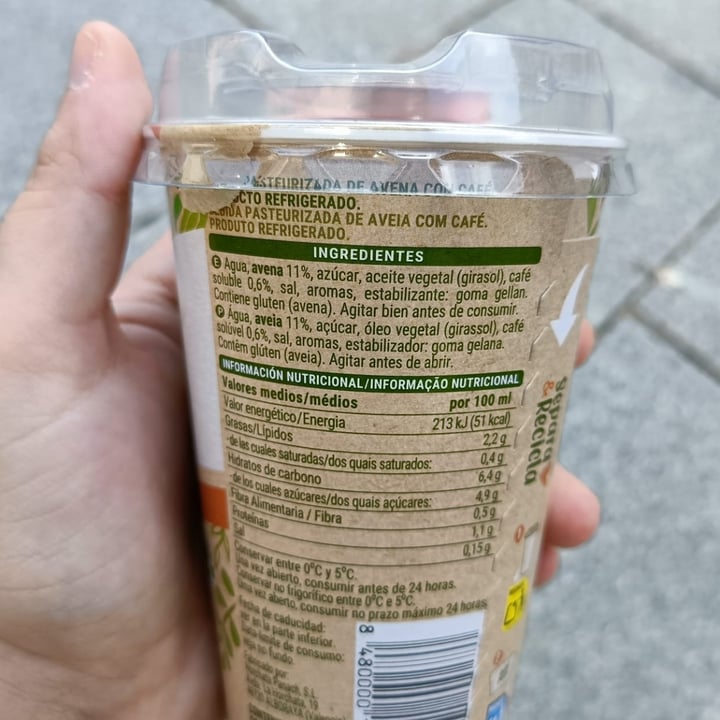 PASTEURIZADA DE AVENA CON CAFÉ
REFRIGERADO.
BEBIDA PASTEURIZADA DE AVEIA COM CAFÉ.
PRODUTO REFRIGERADO.
INGREDIENTES
E Agua, avena 11%, azúcar, aceite vegetal (girasol), café
soluble 0,6%, sal, aromas, estabilizante: goma gellan.
Contiene gluten (avena). Agitar bien antes de consumir.
P Água, aveia 11%, açúcar, óleo vegetal (girassol), café
solúvel 0,6%, sal, aromas, estabilizador: goma gelana.
Contém glúten (aveia). Agitar antes de abrir.
INFORMACIÓN NUTRICIONAL/INFORMAÇÃO NUTRICIONAL
Valores medios/médios por 100 ml
Valor energético/Energia 213 kJ (51 kcal)
Grasas/Lípidos 2,2 g
-de las cuales saturadas/dos quais saturados: 0,4 g
Hidratos de carbono 6,4 g
-de los cuales azúcares/dos quais açúcares: 4,9 g
Fibra Alimentaria / Fibra 0,5 g
Proteínas 1,1 g
Sal 0,15 g
Conservar entre 0ºC y 5ºC.
Una vez abierto, consumir antes de 24 horas.
Conservar no frigorífico entre 0ºC e 5ºC.
Uma vez aberto, consumir no prazo máximo 24 horas
Fecha de caducidad:
ver en la parte inferior.
Data-limite de consumo:
ver no fundo.
Fabricado por:
S.L.
19
8 480000
Separa
& Recicla